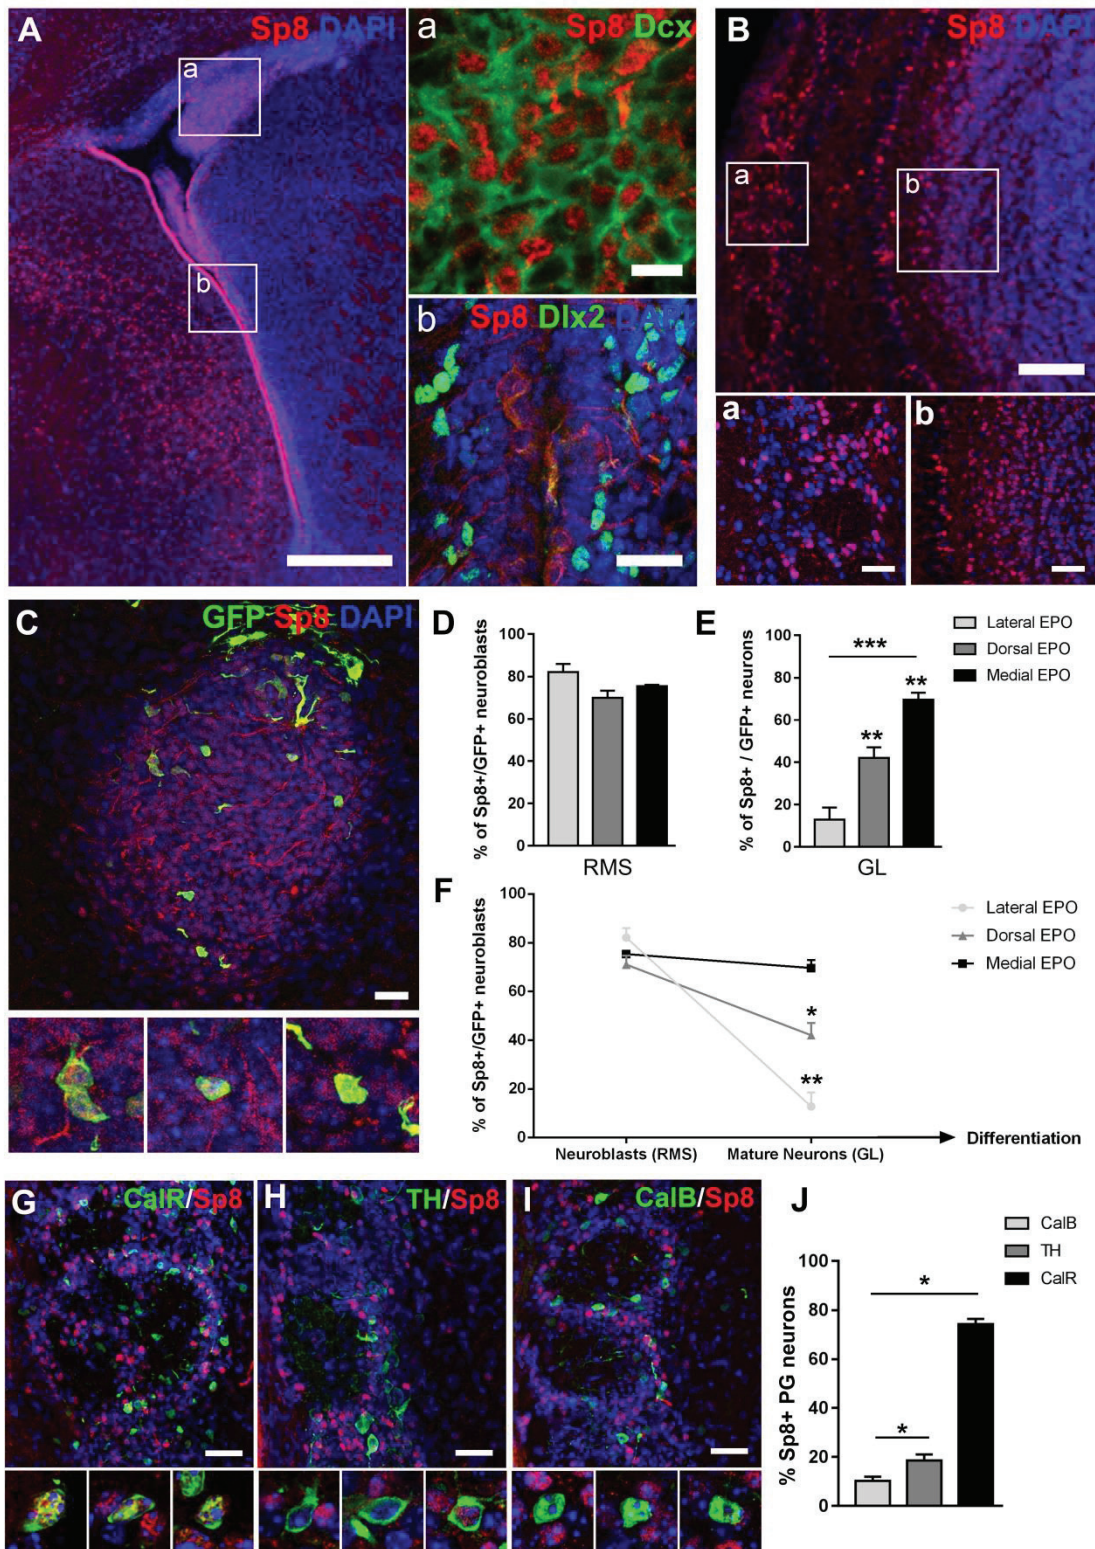 A
Sp8 DAPI
a
b
a
Sp8 Dcx
b
Sp8 Dlx2 DAPI
B
Sp8 DAPI
a
b
a
b
C
GFP Sp8 DAPI
D
% of Sp8+/GFP+ neuroblasts
100
80
60
40
20
0
RMS
E
% of Sp8+ / GFP+ neurons
100
80
60
40
20
0
***
**
**
GL
Lateral EPO
Dorsal EPO
Medial EPO
F
% of Sp8+/GFP+ neuroblasts
100
80
60
40
20
0
*
**
Neuroblasts (RMS)
Mature Neurons (GL)
Differentiation
Lateral EPO
Dorsal EPO
Medial EPO
G
CalR/Sp8
H
TH/Sp8
I
CalB/Sp8
J
% Sp8+ PG neurons
100
80
60
40
20
0
*
*
CalB
TH
CalR